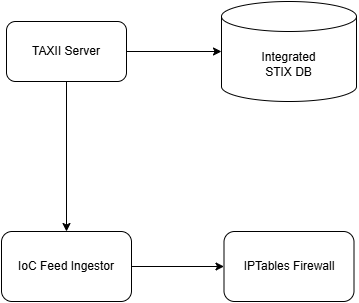 TAXII Server
Integrated
STIX DB
IoC Feed Ingestor
IPTables Firewall